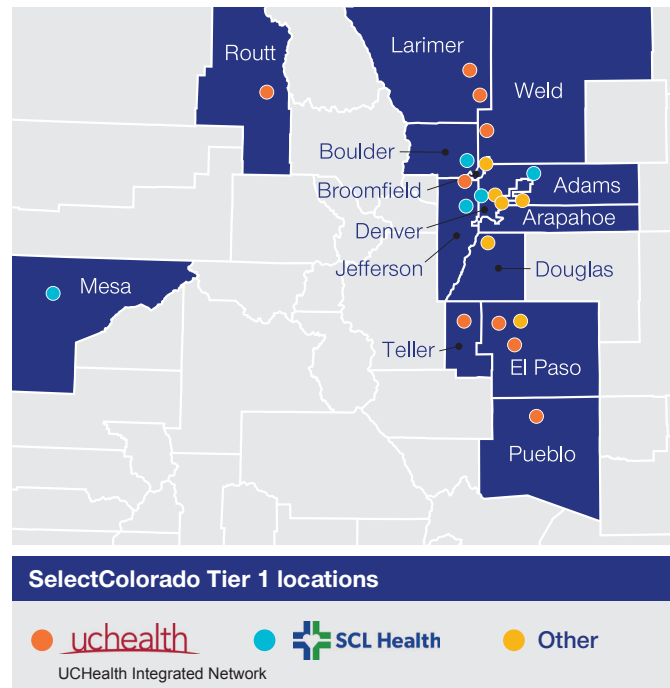 Routt
Larimer
Weld
Boulder
Broomfield
Adams
Arapahoe
Denver
Jefferson
Douglas
Mesa
Teller
El Paso
Pueblo
SelectColorado Tier 1 locations
uchealth
SCL Health
Other
UCHealth Integrated Network